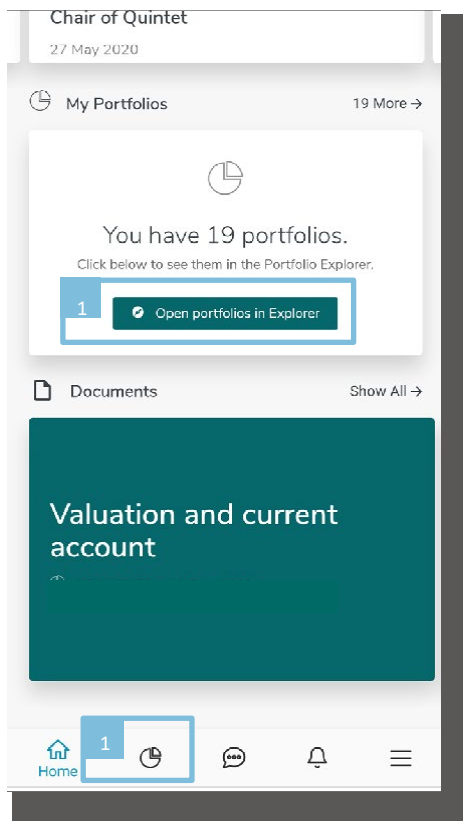 Chair of Quintet
27 May 2020
My Portfolios
19 More →
You have 19 portfolios.
Click below to see them in the Portfolio Explorer.
1
Open portfolios in Explorer
Documents
Show All →
Valuation and current
account
1
Home